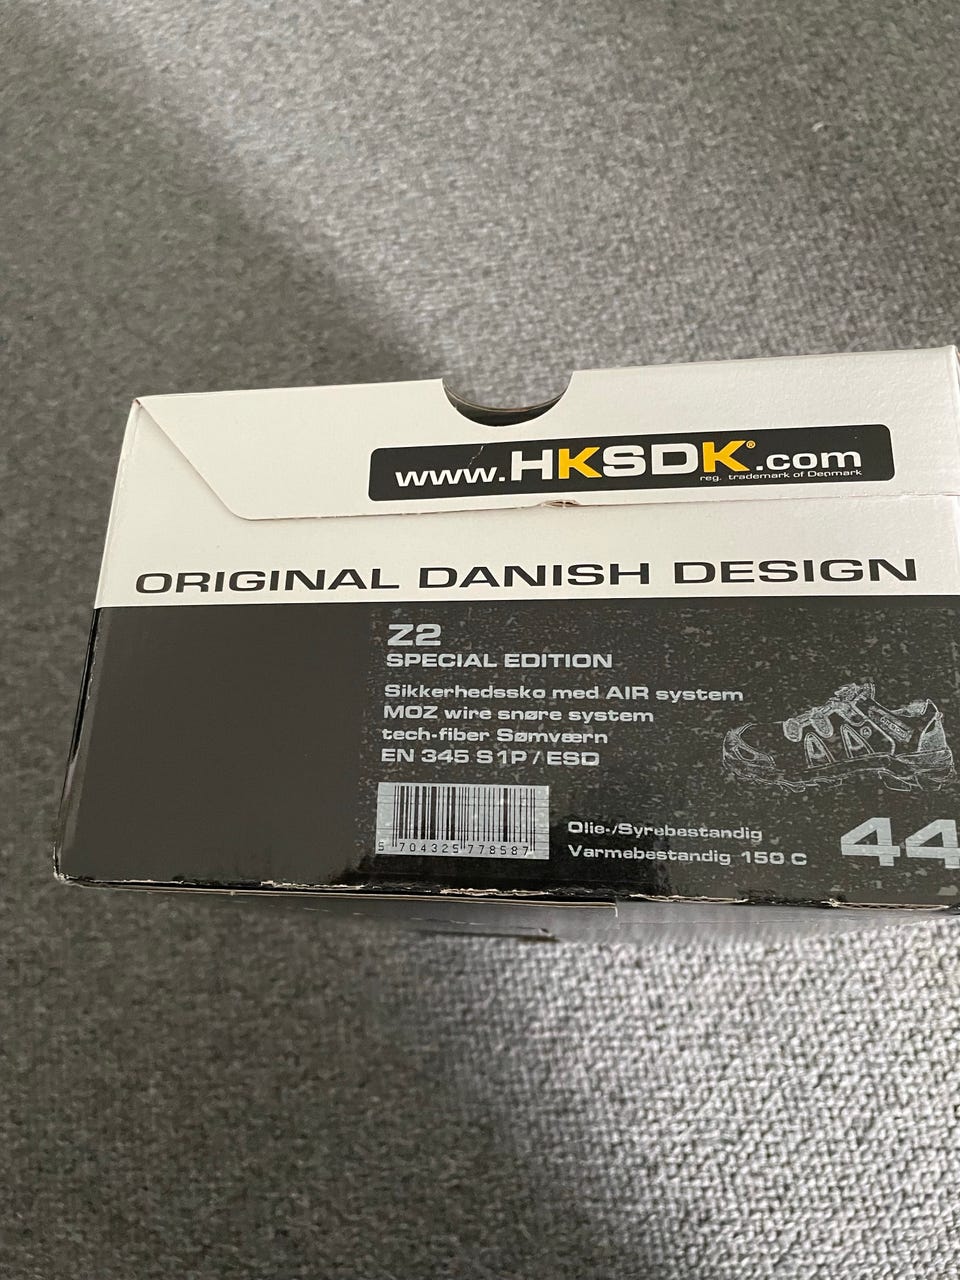 www.HKSDK®.com
reg. trademark of Denmark
ORIGINAL DANISH DESIGN
Z2
SPECIAL EDITION
Sikkerhedssko med AIR system
MOZ wire snøre system
tech-fiber Sømværn
EN 345 S1P / ESD
5 704325 778587
Olie-/Syrebestandig
Varmebestandig 150 C
44